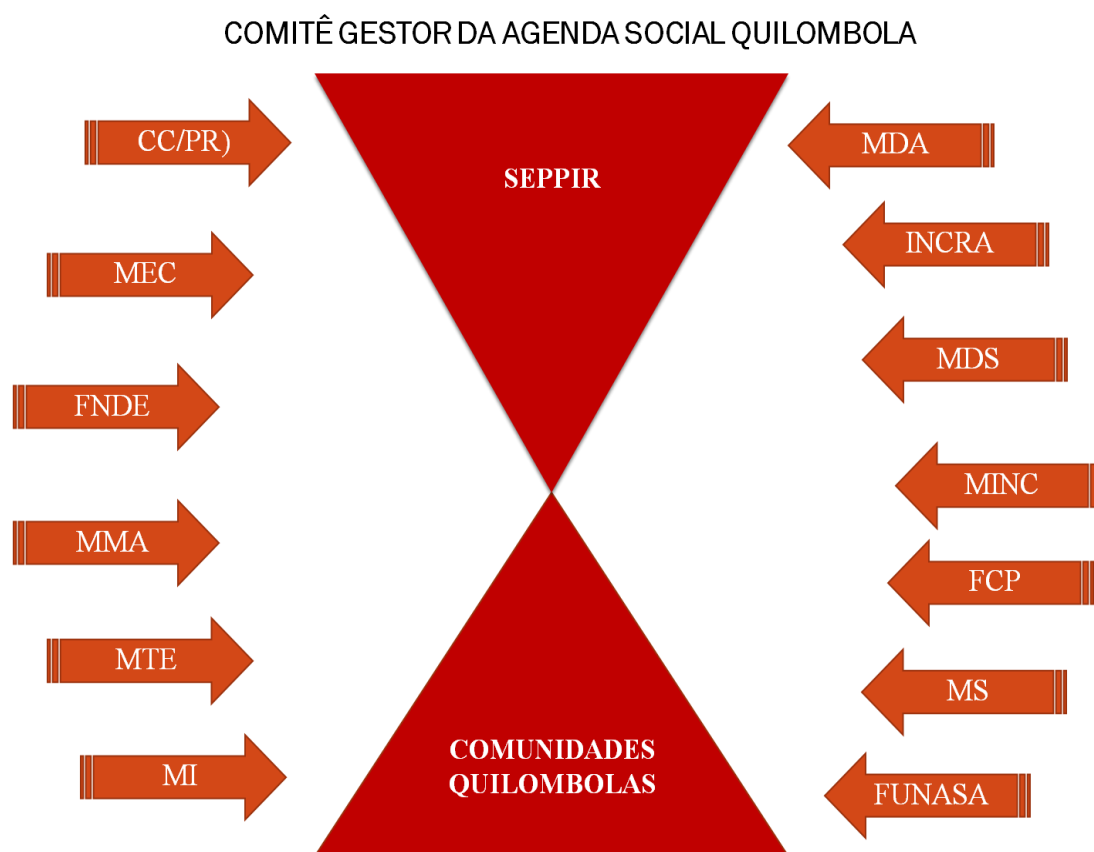 COMITÊ GESTOR DA AGENDA SOCIAL QUILOMBOLA
CC/PR)
MEC
FNDE
MMA
MTE
MI
SEPPIR
COMUNIDADES
QUILOMBOLAS
MDA
INCRA
MDS
MINC
FCP
MS
FUNASA